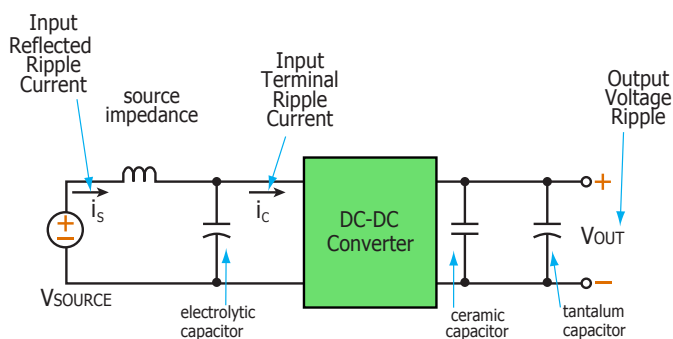 Input
Reflected
Ripple
Current
source
impedance
Input
Terminal
Ripple
Current
Output
Voltage
Ripple
iS
iC
DC-DC
Converter
+
−
+
−
VOUT
VSOURCE
electrolytic
capacitor
ceramic
capacitor
tantalum
capacitor